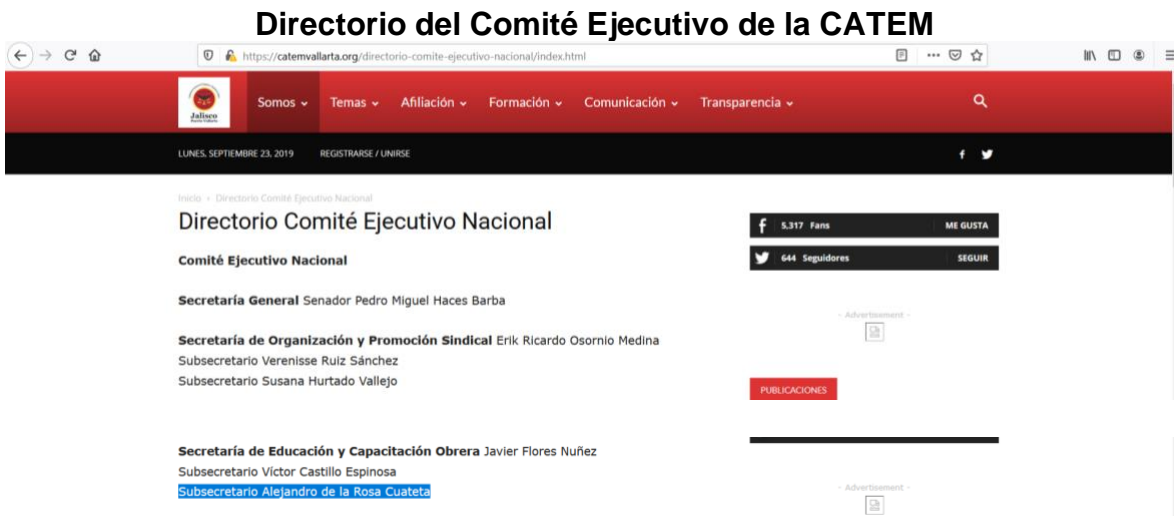 Directorio del Comité Ejecutivo de la CATEM
https://catemvallarta.org/directorio-comite-ejecutivo-nacional/index.html
Jalisco
Puerto Vallarta
Somos Temas Afiliación Formación Comunicación Transparencia
LUNES, SEPTIEMBRE 23, 2019 REGISTRARSE / UNIRSE
Inicio › Directorio Comité Ejecutivo Nacional
Directorio Comité Ejecutivo Nacional
5,317 Fans ME GUSTA
Comité Ejecutivo Nacional
644 Seguidores SEGUIR
Secretaría General Senador Pedro Miguel Haces Barba
- Advertisement -
Secretaría de Organización y Promoción Sindical Erik Ricardo Osornio Medina
Subsecretario Verenisse Ruiz Sánchez
Subsecretario Susana Hurtado Vallejo
PUBLICACIONES
Secretaría de Educación y Capacitación Obrera Javier Flores Nuñez
Subsecretario Víctor Castillo Espinosa
Subsecretario Alejandro de la Rosa Cuateta
- Advertisement -